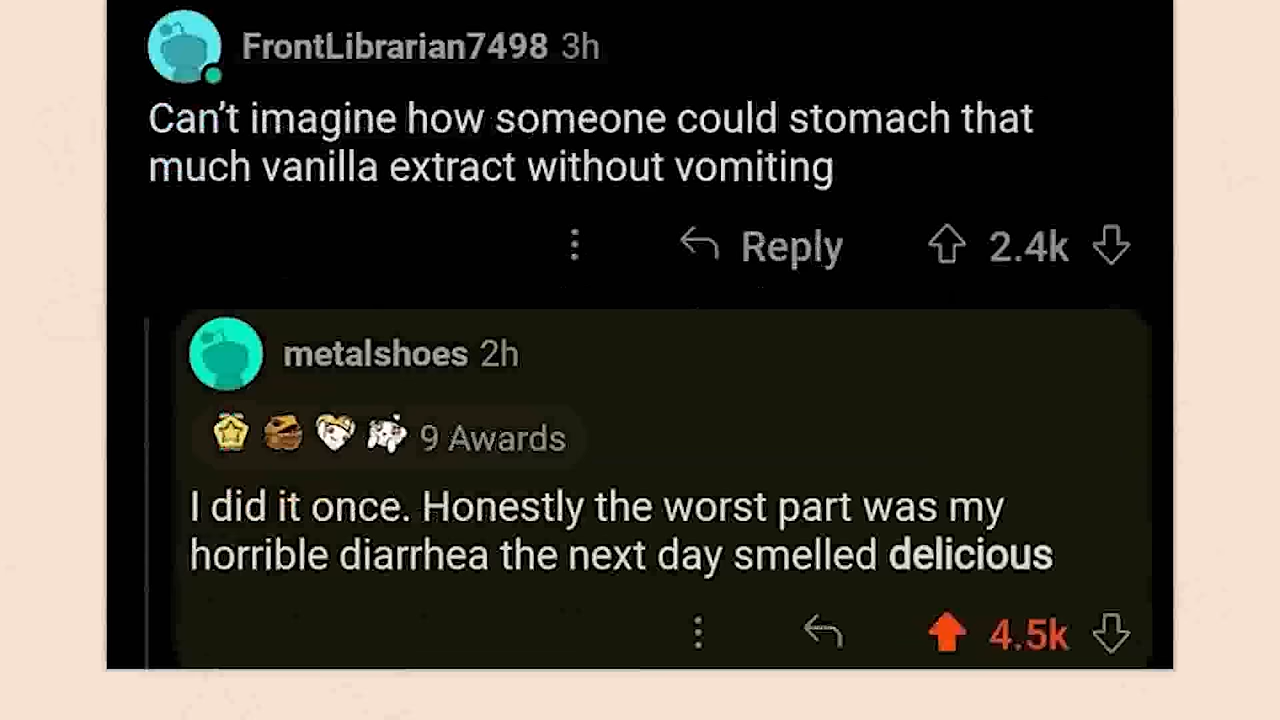 FrontLibrarian7498 3h
Can't imagine how someone could stomach that
much vanilla extract without vomiting
Reply 2.4k
metalshoes 2h
9 Awards
I did it once. Honestly the worst part was my
horrible diarrhea the next day smelled delicious
4.5k